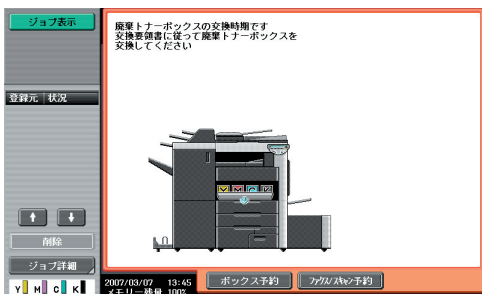 ジョブ表示
廃棄トナーボックスの交換時期です
交換要領書に従って廃棄トナーボックスを
交換してください
登録元 状況
↑ ↓
削除
ジョブ詳細
Y M C K
Y M C K
2007/03/07 13:45
メモリー残量 100%
ボックス予約
ファクス/スキャン予約